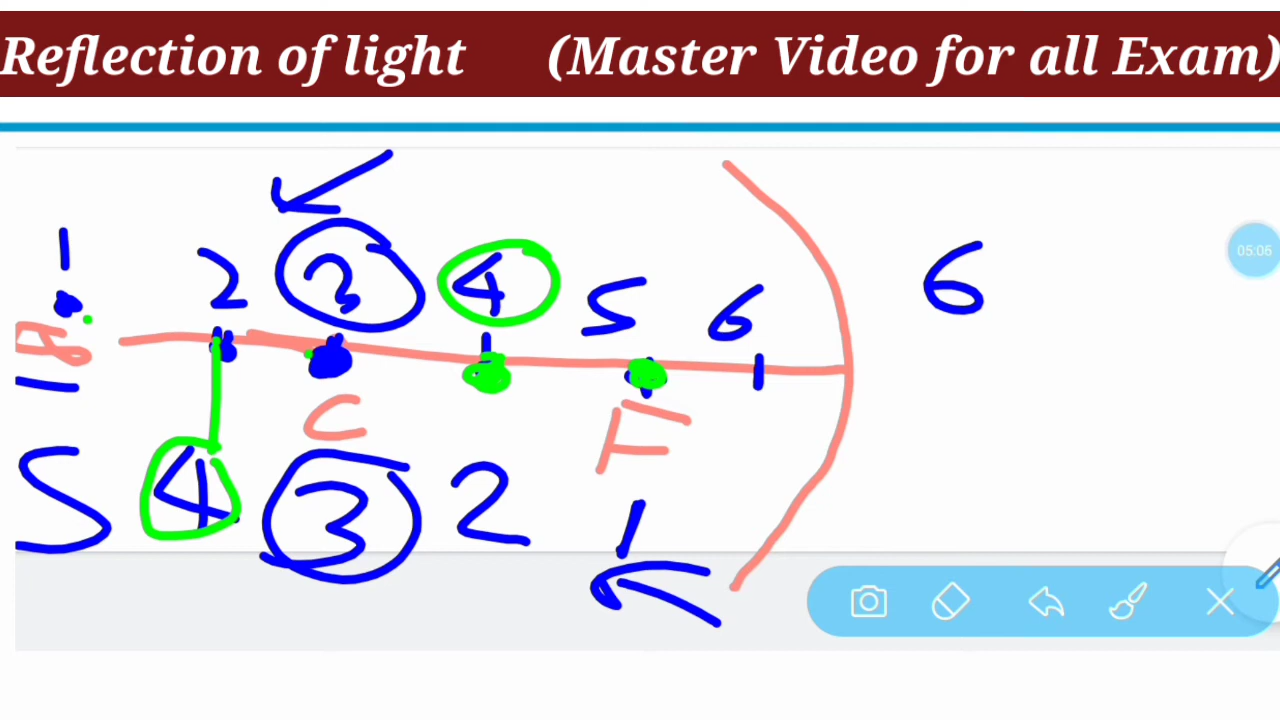 Reflection of light (Master Video for all Exam)
05:06
1 2 3 4 5 6 6
C F
5 4 3 2 1